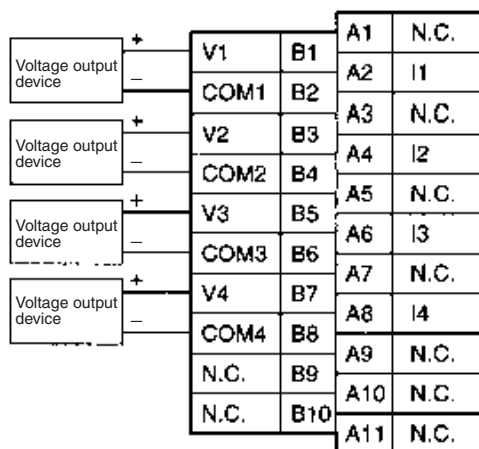 Voltage output
device
+
–
Voltage output
device
+
–
Voltage output
device
+
–
Voltage output
device
+
–
V1 B1
COM1 B2
V2 B3
COM2 B4
V3 B5
COM3 B6
V4 B7
COM4 B8
N.C. B9
N.C. B10
A1 N.C.
A2 I1
A3 N.C.
A4 I2
A5 N.C.
A6 I3
A7 N.C.
A8 I4
A9 N.C.
A10 N.C.
A11 N.C.